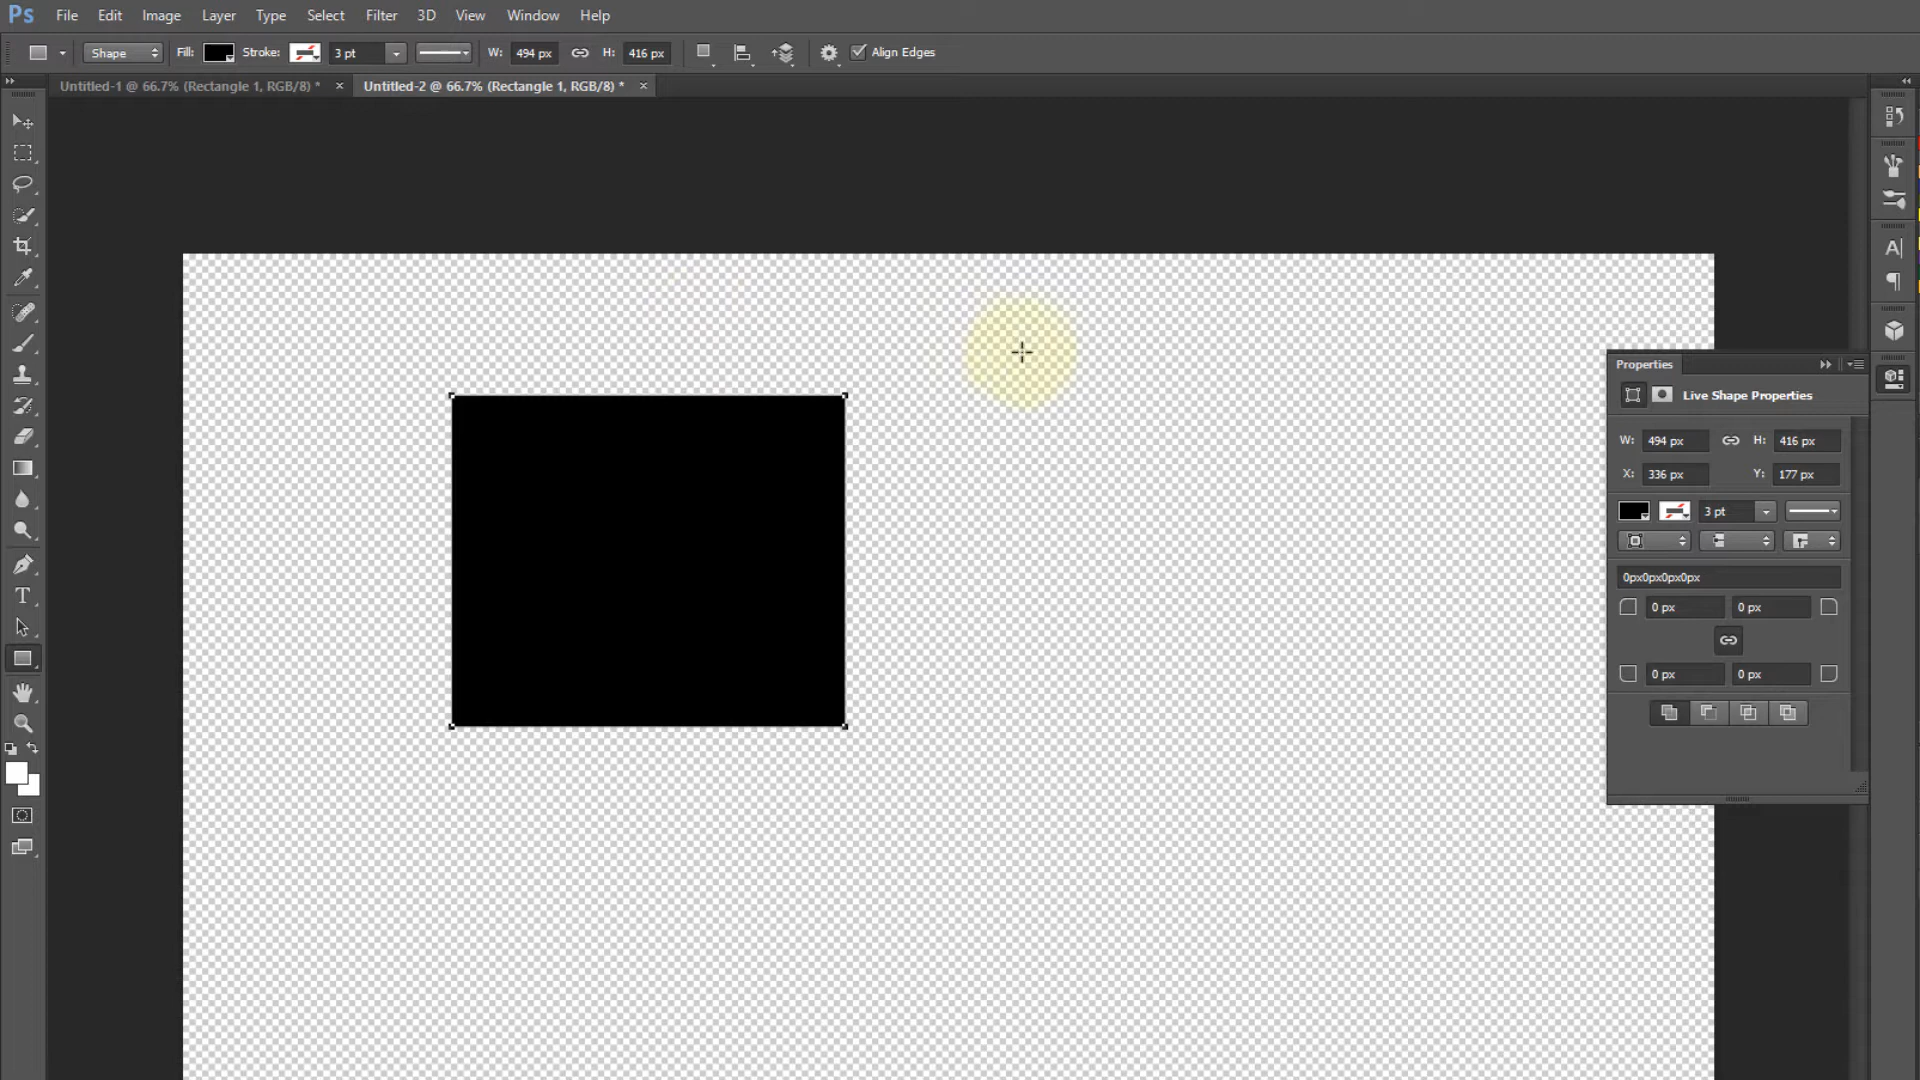 Ps File Edit Image Layer Type Select Filter 3D View Window Help
Shape Fill: Stroke: 3 pt W: 494 px H: 416 px Align Edges
Untitled-1 @ 66.7% (Rectangle 1, RGB/8) * × Untitled-2 @ 66.7% (Rectangle 1, RGB/8) * ×
Properties
Live Shape Properties
W: 494 px H: 416 px
X: 336 px Y: 177 px
3 pt
0px0px0px0px
0 px 0 px
0 px 0 px